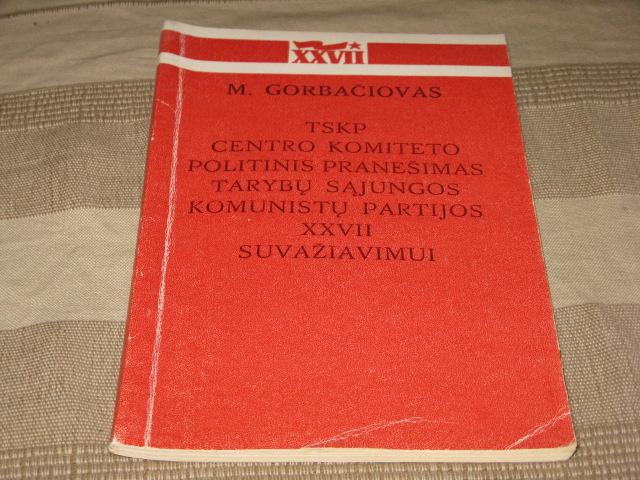 XXVII
M. GORBAČIOVAS
TSKP
CENTRO KOMITETO
POLITINIS PRANEŠIMAS
TARYBŲ SĄJUNGOS
KOMUNISTŲ PARTIJOS
XXVII
SUVAŽIAVIMUI